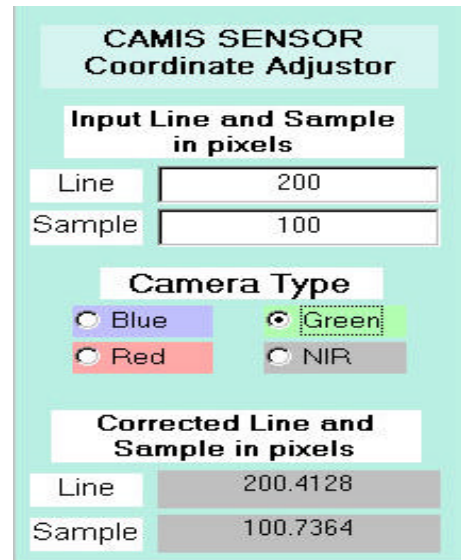 CAMIS SENSOR
Coordinate Adjustor
Input Line and Sample
in pixels
Line 200
Sample 100
Camera Type
Blue Green
Red NIR
Corrected Line and
Sample in pixels
Line 200.4128
Sample 100.7364